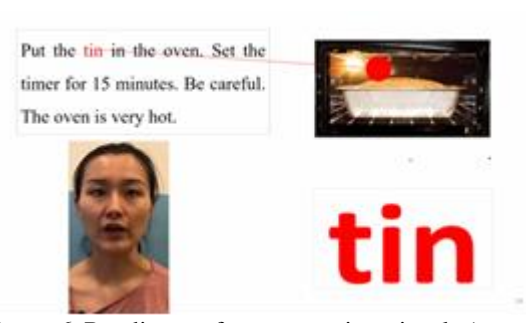 Put the tin in the oven. Set the
timer for 15 minutes. Be careful.
The oven is very hot.
tin